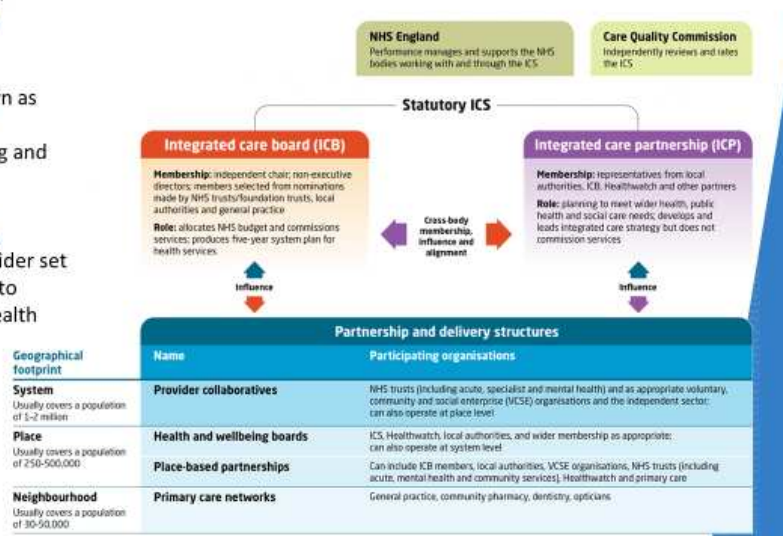 n as
g and
ider set
to
ealth
NHS England
Performance manages and supports the NHS
bodies working with and through the ICS
Care Quality Commission
Independently reviews and rates
the ICS
Statutory ICS
Integrated care board (ICB)
Membership: independent chair; non-executive
directors; members selected from nominations
made by NHS trusts/foundation trusts, local
authorities and general practice
Role: allocates NHS budget and commissions
services; produces five-year system plan for
health services
Cross-body
membership,
influence and
alignment
Integrated care partnership (ICP)
Membership: representatives from local
authorities, ICB, Healthwatch and other partners
Role: planning to meet wider health, public
health and social care needs; develops and
leads integrated care strategy but does not
commission services
Influence
Influence
Partnership and delivery structures
Geographical
footprint
Name
Participating organisations
System
Usually covers a population
of 1-2 million
Provider collaboratives
NHS trusts (including acute, specialist and mental health) and as appropriate voluntary,
community and social enterprise (VCSE) organisations and the independent sector;
can also operate at place level
Place
Usually covers a population
of 250-500,000
Health and wellbeing boards
ICS, Healthwatch, local authorities, and wider membership as appropriate;
can also operate at system level
Place-based partnerships
Can include ICB members, local authorities, VCSE organisations, NHS trusts (including
acute, mental health and community services), Healthwatch and primary care
Neighbourhood
Usually covers a population
of 30-50,000
Primary care networks
General practice, community pharmacy, dentistry, opticians